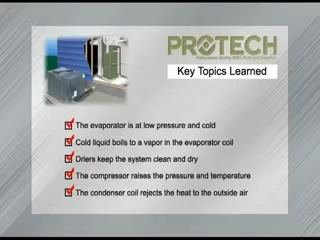 PROTECH
Key Topics Learned
The evaporator is at low pressure and cold
Cold liquid boils to a vapor in the evaporator coil
Driers keep the system clean and dry
The compressor raises the pressure and temperature
The condenser coil rejects the heat to the outside air